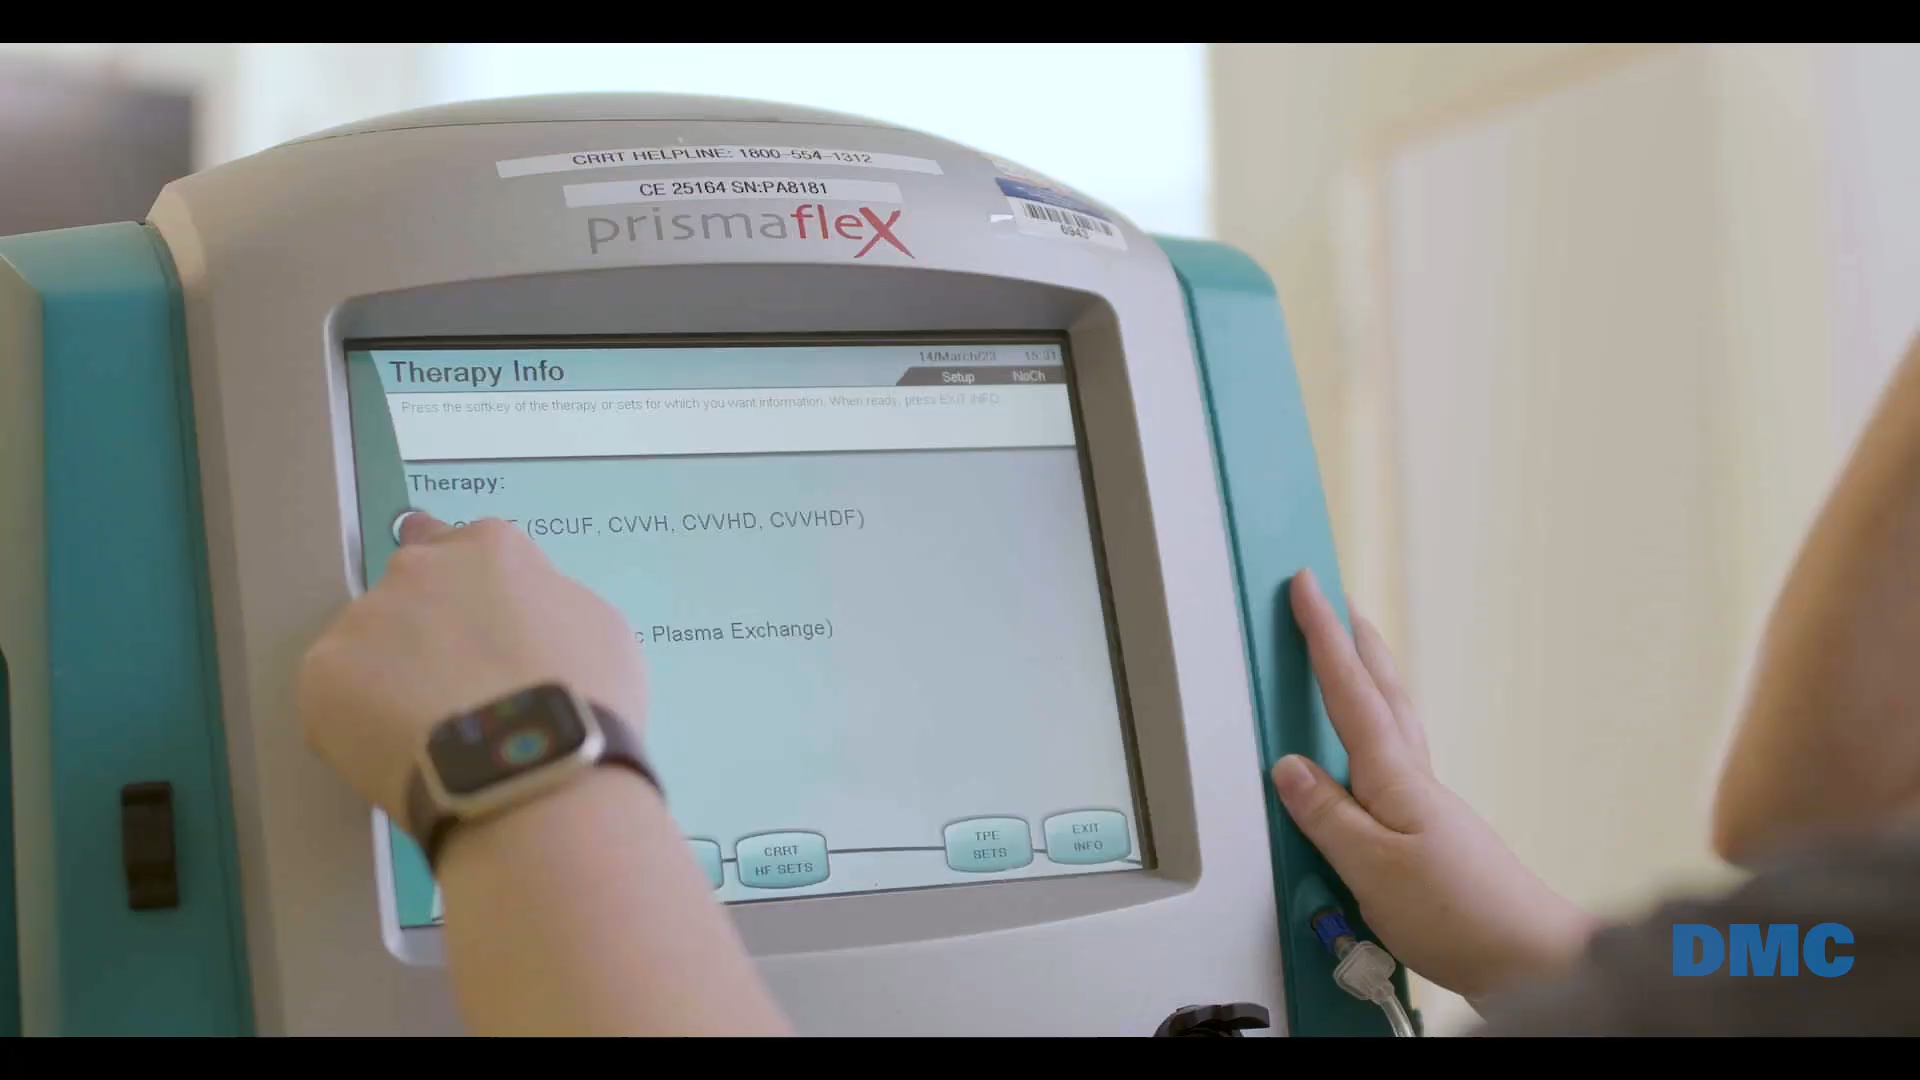 CRRT HELPLINE: 1800-554-1312
CE 25164 SN:PA8181
prismaflex
6943
Therapy Info
14/March/23 15:31
Setup NoCh
Press the softkey of the therapy or sets for which you want information. When ready, press EXIT INFO.
Therapy:
(SCUF, CVVH, CVVHD, CVVHDF)
c Plasma Exchange)
CRRT
HF SETS
TPE
SETS
EXIT
INFO
DMC